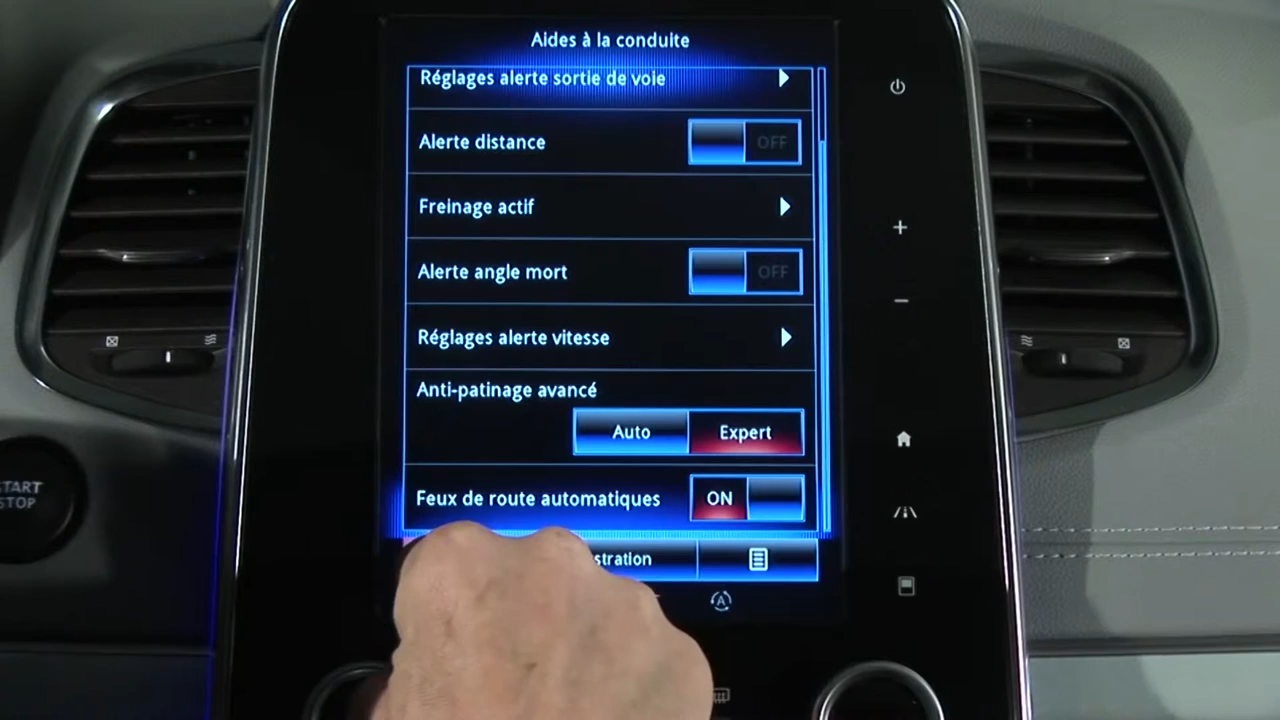 Aides à la conduite
Réglages alerte sortie de voie
Alerte distance OFF
Freinage actif
Alerte angle mort OFF
Réglages alerte vitesse
Anti-patinage avancé
Auto Expert
Feux de route automatiques ON
stration
A
START
STOP